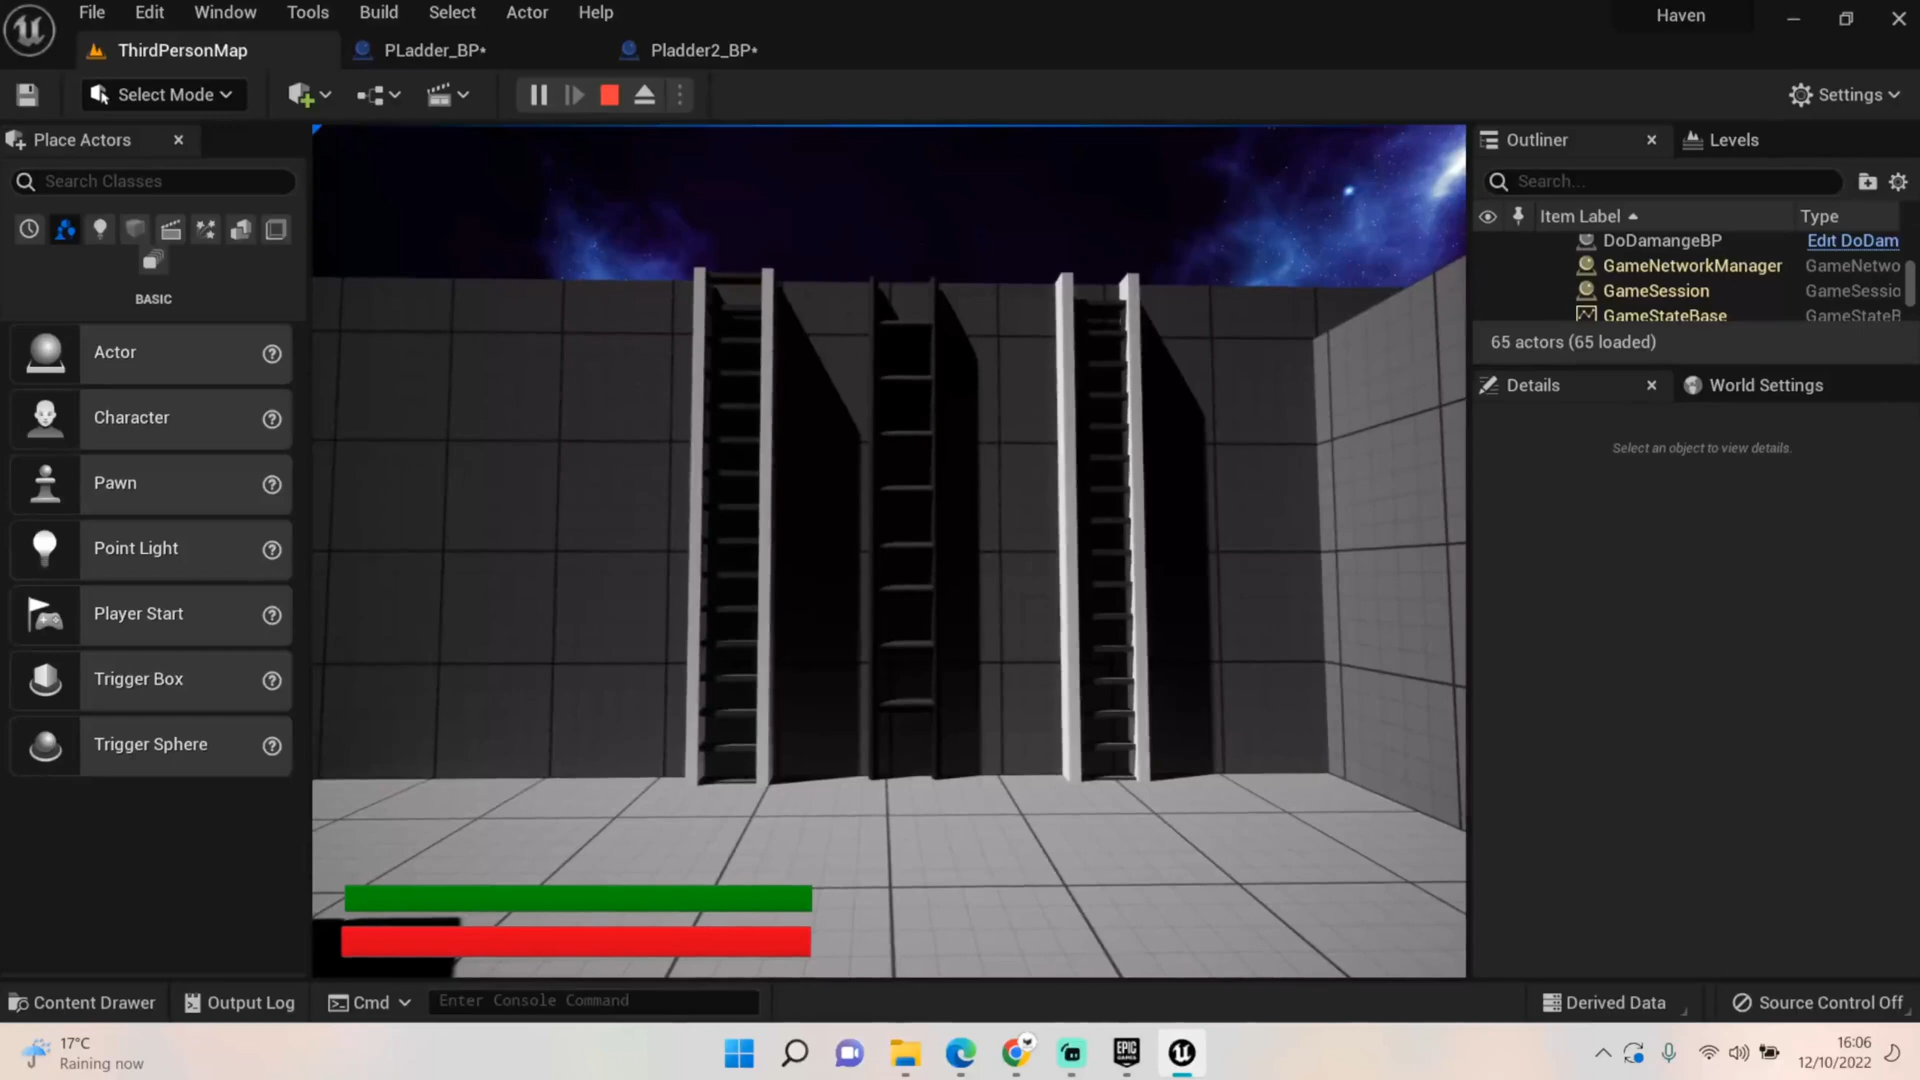 File Edit Window Tools Build Select Actor Help
Haven
ThirdPersonMap
PLadder_BP*
Pladder2_BP*
Select Mode
Settings
Place Actors
Outliner
Levels
Search Classes
Search...
Item Label
Type
DoDamangeBP
Edit DoDam
GameNetworkManager
GameNetwo
GameSession
GameSessio
GameStateBase
GameStateB
65 actors (65 loaded)
BASIC
Actor
Character
Pawn
Point Light
Player Start
Trigger Box
Trigger Sphere
Details
World Settings
Select an object to view details.
Content Drawer
Output Log
Cmd
Enter Console Command
Derived Data
Source Control Off
17°C
Raining now
EPIC
GAMES
16:06
12/10/2022